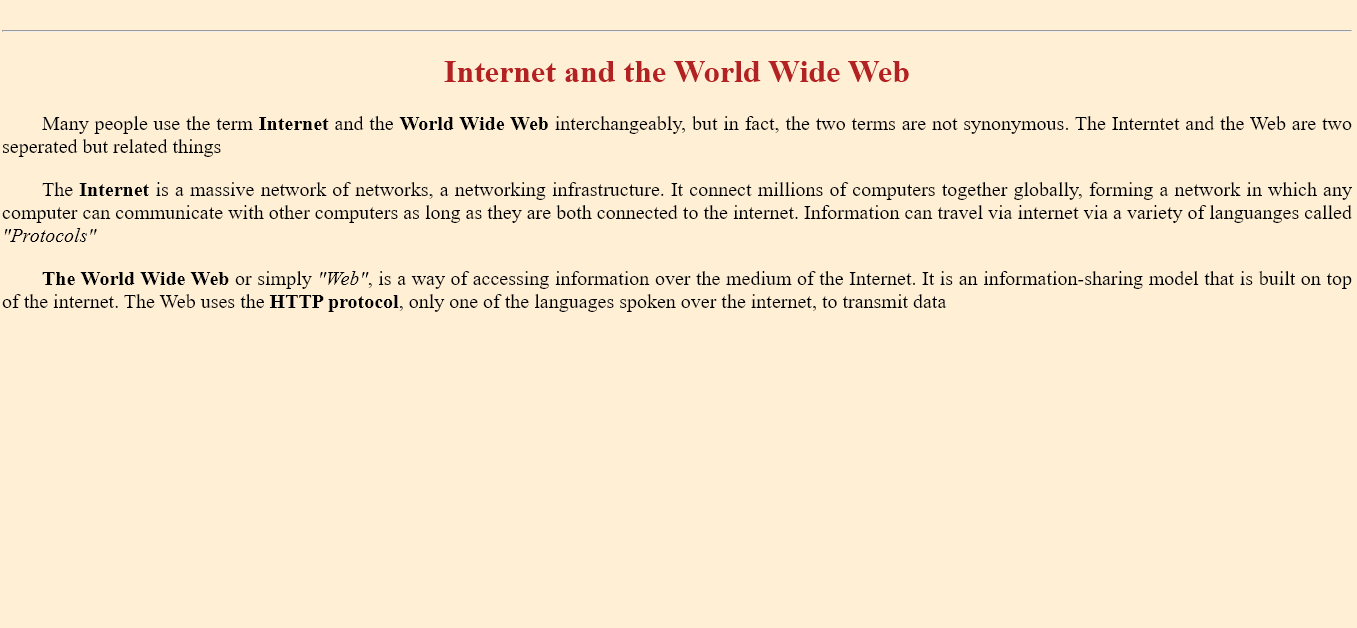 Internet and the World Wide Web
Many people use the term Internet and the World Wide Web interchangeably, but in fact, the two terms are not synonymous. The Interntet and the Web are two
seperated but related things
The Internet is a massive network of networks, a networking infrastructure. It connect millions of computers together globally, forming a network in which any
computer can communicate with other computers as long as they are both connected to the internet. Information can travel via internet via a variety of languanges called
"Protocols"
The World Wide Web or simply "Web", is a way of accessing information over the medium of the Internet. It is an information-sharing model that is built on top
of the internet. The Web uses the HTTP protocol, only one of the languages spoken over the internet, to transmit data